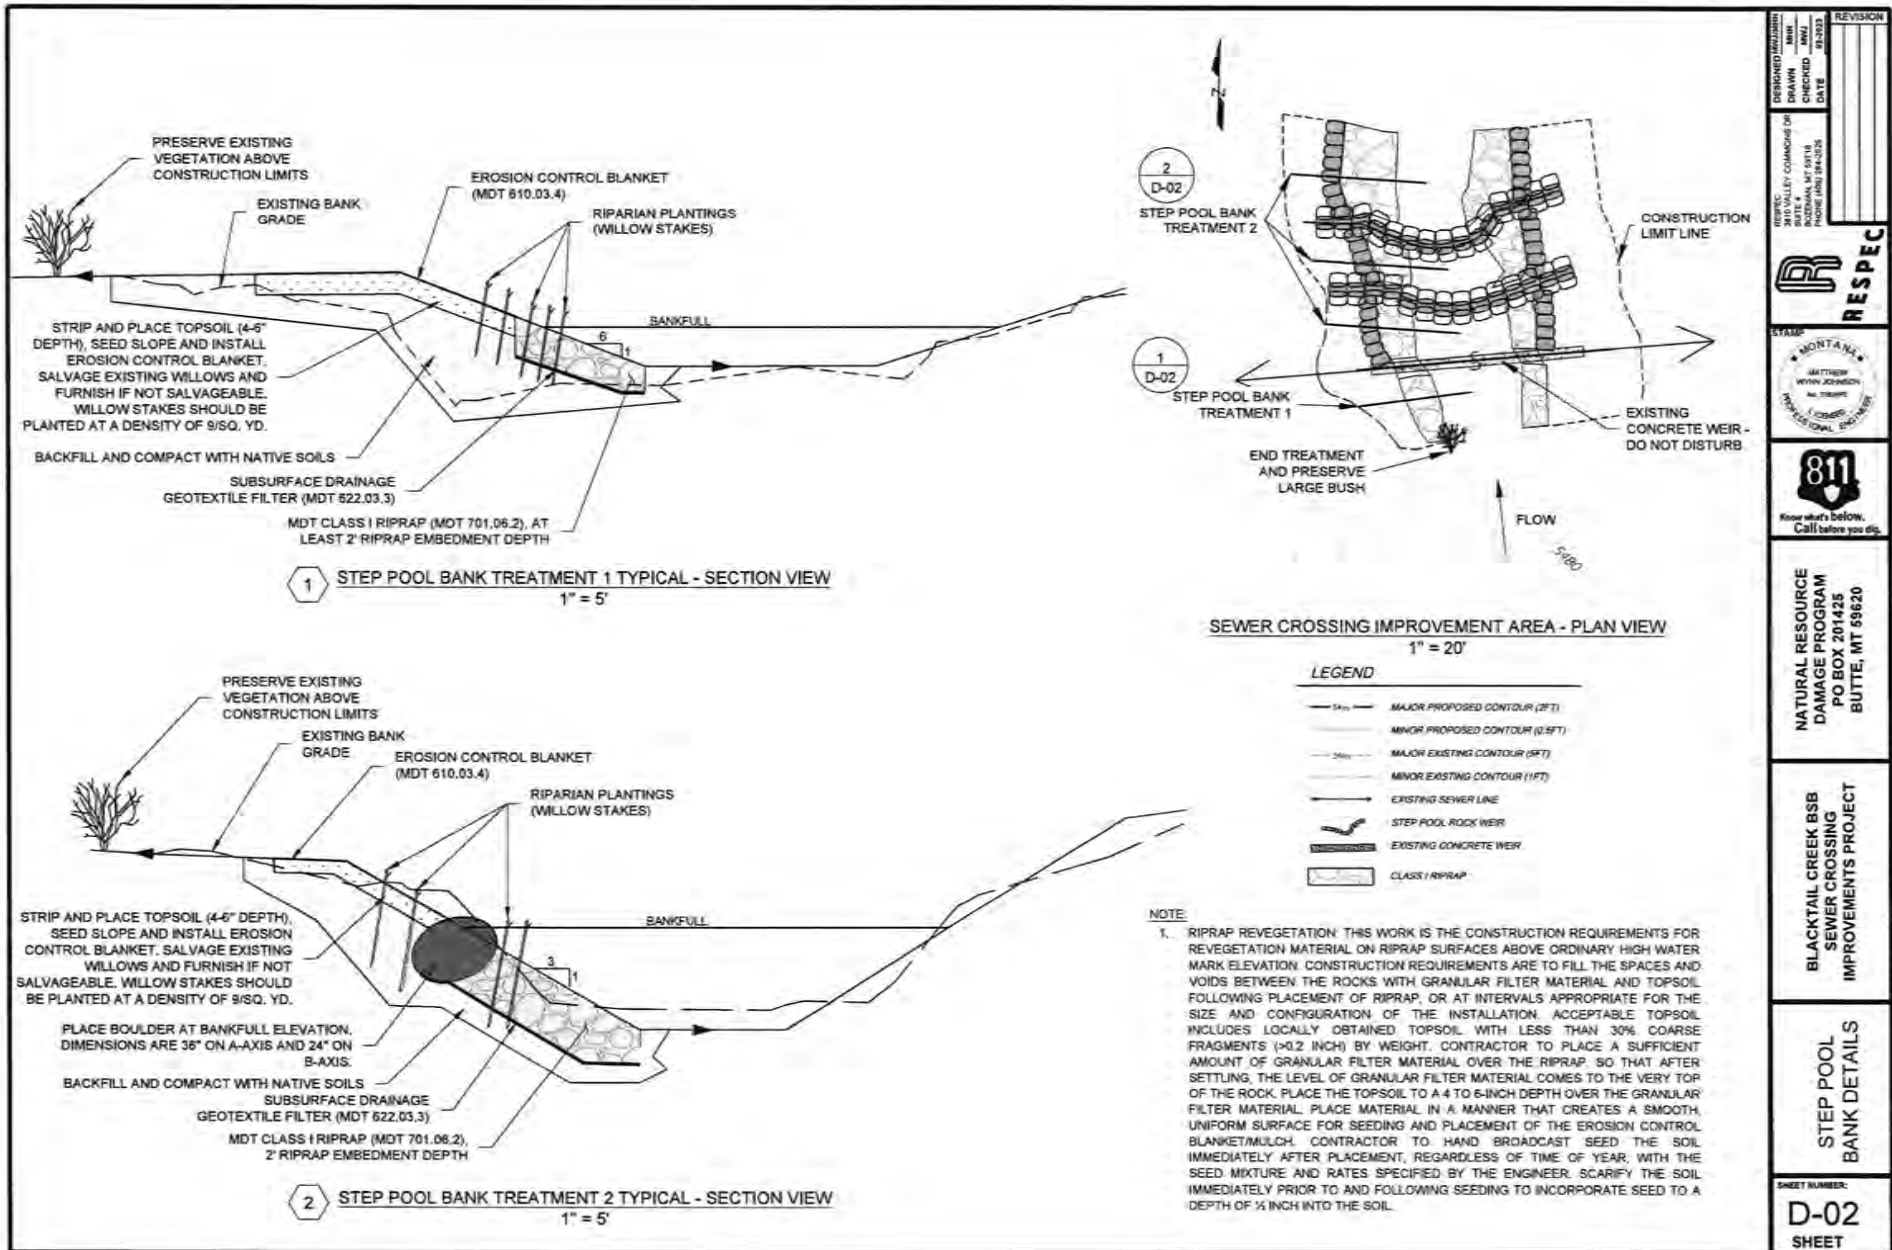 PRESERVE EXISTING
VEGETATION ABOVE
CONSTRUCTION LIMITS
EXISTING BANK
GRADE
EROSION CONTROL BLANKET
(MDT 610.03.4)
RIPARIAN PLANTINGS
(WILLOW STAKES)
BANKFULL
6
1
STRIP AND PLACE TOPSOIL (4-6"
DEPTH), SEED SLOPE AND INSTALL
EROSION CONTROL BLANKET.
SALVAGE EXISTING WILLOWS AND
FURNISH IF NOT SALVAGEABLE.
WILLOW STAKES SHOULD BE
PLANTED AT A DENSITY OF 9/SQ. YD.
BACKFILL AND COMPACT WITH NATIVE SOILS
SUBSURFACE DRAINAGE
GEOTEXTILE FILTER (MDT 622.03.3)
MDT CLASS I RIPRAP (MDT 701.06.2), AT
LEAST 2' RIPRAP EMBEDMENT DEPTH
1
STEP POOL BANK TREATMENT 1 TYPICAL - SECTION VIEW
1" = 5'
PRESERVE EXISTING
VEGETATION ABOVE
CONSTRUCTION LIMITS
EXISTING BANK
GRADE
EROSION CONTROL BLANKET
(MDT 610.03.4)
RIPARIAN PLANTINGS
(WILLOW STAKES)
BANKFULL
3
1
STRIP AND PLACE TOPSOIL (4-6" DEPTH),
SEED SLOPE AND INSTALL EROSION
CONTROL BLANKET. SALVAGE EXISTING
WILLOWS AND FURNISH IF NOT
SALVAGEABLE. WILLOW STAKES SHOULD
BE PLANTED AT A DENSITY OF 9/SQ. YD.
PLACE BOULDER AT BANKFULL ELEVATION.
DIMENSIONS ARE 36" ON A-AXIS AND 24" ON
B-AXIS.
BACKFILL AND COMPACT WITH NATIVE SOILS
SUBSURFACE DRAINAGE
GEOTEXTILE FILTER (MDT 622.03.3)
MDT CLASS I RIPRAP (MDT 701.06.2),
2' RIPRAP EMBEDMENT DEPTH
2
STEP POOL BANK TREATMENT 2 TYPICAL - SECTION VIEW
1" = 5'
N
2
D-02
STEP POOL BANK
TREATMENT 2
1
D-02
STEP POOL BANK
TREATMENT 1
S
CONSTRUCTION
LIMIT LINE
EXISTING
CONCRETE WEIR -
DO NOT DISTURB
END TREATMENT
AND PRESERVE
LARGE BUSH
FLOW
5480
SEWER CROSSING IMPROVEMENT AREA - PLAN VIEW
1" = 20'
LEGEND
MAJOR PROPOSED CONTOUR (2FT)
MINOR PROPOSED CONTOUR (0.5FT)
MAJOR EXISTING CONTOUR (5FT)
MINOR EXISTING CONTOUR (1FT)
EXISTING SEWER LINE
STEP POOL ROCK WEIR
EXISTING CONCRETE WEIR
CLASS I RIPRAP
NOTE:
1. RIPRAP REVEGETATION: THIS WORK IS THE CONSTRUCTION REQUIREMENTS FOR
REVEGETATION MATERIAL ON RIPRAP SURFACES ABOVE ORDINARY HIGH WATER
MARK ELEVATION. CONSTRUCTION REQUIREMENTS ARE TO FILL THE SPACES AND
VOIDS BETWEEN THE ROCKS WITH GRANULAR FILTER MATERIAL AND TOPSOIL
FOLLOWING PLACEMENT OF RIPRAP, OR AT INTERVALS APPROPRIATE FOR THE
SIZE AND CONFIGURATION OF THE INSTALLATION. ACCEPTABLE TOPSOIL
INCLUDES LOCALLY OBTAINED TOPSOIL WITH LESS THAN 30% COARSE
FRAGMENTS (>0.2 INCH) BY WEIGHT. CONTRACTOR TO PLACE A SUFFICIENT
AMOUNT OF GRANULAR FILTER MATERIAL OVER THE RIPRAP, SO THAT AFTER
SETTLING, THE LEVEL OF GRANULAR FILTER MATERIAL COMES TO THE VERY TOP
OF THE ROCK. PLACE THE TOPSOIL TO A 4 TO 6-INCH DEPTH OVER THE GRANULAR
FILTER MATERIAL. PLACE MATERIAL IN A MANNER THAT CREATES A SMOOTH,
UNIFORM SURFACE FOR SEEDING AND PLACEMENT OF THE EROSION CONTROL
BLANKET/MULCH. CONTRACTOR TO HAND BROADCAST SEED THE SOIL
IMMEDIATELY AFTER PLACEMENT, REGARDLESS OF TIME OF YEAR, WITH THE
SEED MIXTURE AND RATES SPECIFIED BY THE ENGINEER. SCARIFY THE SOIL
IMMEDIATELY PRIOR TO AND FOLLOWING SEEDING TO INCORPORATE SEED TO A
DEPTH OF INCH INTO THE SOIL.
REVISION
DESIGNED
DRAWN MHN
CHECKED MWJ
DATE 02-2023
RESPEC
3810 VALLEY COMMONS DR
SUITE 4
BOZEMAN, MT 59718
PHONE
RESPEC
STAMP
MONTANA
MATTHEW
WYNN JOHNSON
LICENSED
PROFESSIONAL ENGINEER
811
Know what's below.
Call before you dig.
NATURAL RESOURCE
DAMAGE PROGRAM
PO BOX 201425
BUTTE, MT 59620
BLACKTAIL CREEK BSB
SEWER CROSSING
IMPROVEMENTS PROJECT
STEP POOL
BANK DETAILS
SHEET NUMBER:
D-02
SHEET